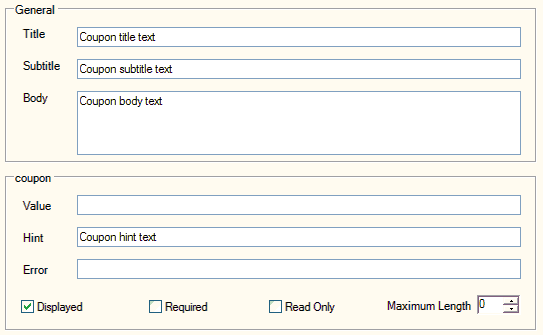 General
Title Coupon title text
Subtitle Coupon subtitle text
Body Coupon body text
coupon
Value
Hint Coupon hint text
Error
Displayed Required Read Only Maximum Length 0